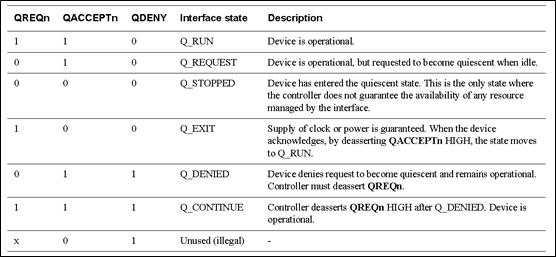 QREQn QACCEPTn QDENY Interface state Description
1 1 0 Q_RUN Device is operational.
0 1 0 Q_REQUEST Device is operational, but requested to become quiescent when idle.
0 0 0 Q_STOPPED Device has entered the quiescent state. This is the only state where
the controller does not guarantee the availability of any resource
managed by the interface.
1 0 0 Q_EXIT Supply of clock or power is guaranteed. When the device
acknowledges, by deasserting QACCEPTn HIGH, the state moves
to Q_RUN.
0 1 1 Q_DENIED Device denies request to become quiescent and remains operational.
Controller must deassert QREQn.
1 1 1 Q_CONTINUE Controller deasserts QREQn HIGH after Q_DENIED. Device is
operational.
x 0 1 Unused (illegal) -